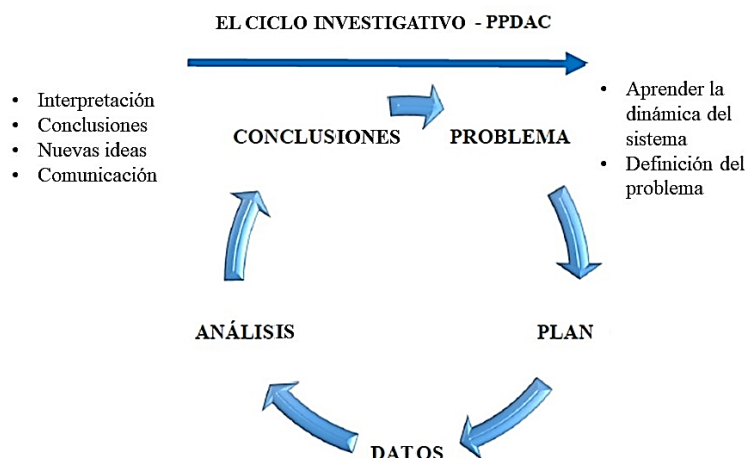 EL CICLO INVESTIGATIVO - PPDAC
• Interpretación
• Conclusiones
• Nuevas ideas
• Comunicación
• Aprender la
dinámica del
sistema
• Definición del
problema
CONCLUSIONES
PROBLEMA
ANÁLISIS
PLAN
DATOS